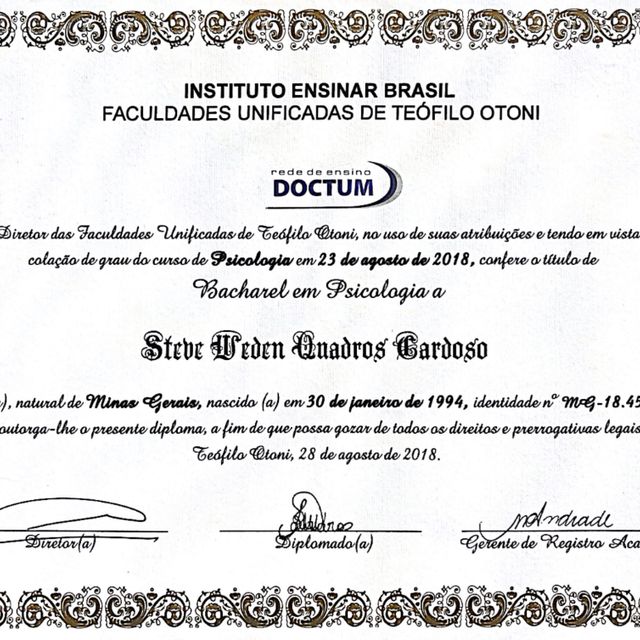 INSTITUTO ENSINAR BRASIL
FACULDADES UNIFICADAS DE TEÓFILO OTONI
rede de ensino
DOCTUM
Diretor das Faculdades Unificadas de Teófilo Otoni, no uso de suas atribuições e tendo em vista
colação de grau do curso de Psicologia em 23 de agosto de 2018, confere o título de
Bacharel em Psicologia a
Steve Weden Quadros Cardoso
), natural de Minas Gerais, nascido (a) em 30 de janeiro de 1994, identidade nº MG-18.45
outorga-lhe o presente diploma, a fim de que possa gozar de todos os direitos e prerrogativas legais
Teófilo Otoni, 28 de agosto de 2018.
Diretor(a) Diplomado(a) Gerente de Registro Aca